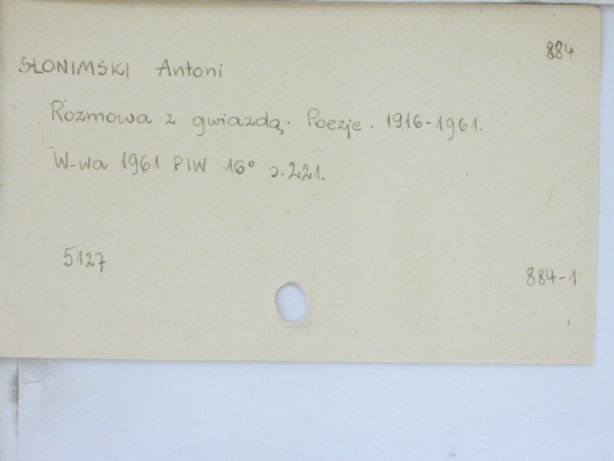 884
SŁONIMSKI Antoni
Rozmowa z gwiazdą. Poezje. 1916-1961.
W-wa 1961 PIW 16° s.221.
5127
884-1